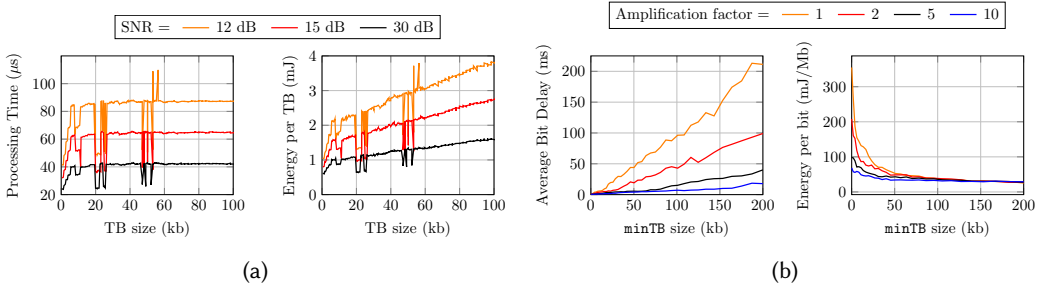 SNR = 12 dB 15 dB 30 dB
Processing Time (μs)
100
80
60
40
20
0 20 40 60 80 100
TB size (kb)
Energy per TB (mJ)
4
3
2
1
0
0 20 40 60 80 100
TB size (kb)
(a)
Amplification factor = 1 2 5 10
Average Bit Delay (ms)
200
150
100
50
0
0 50 100 150 200
minTB size (kb)
Energy per bit (mJ/Mb)
400
300
200
100
0
0 50 100 150 200
minTB size (kb)
(b)